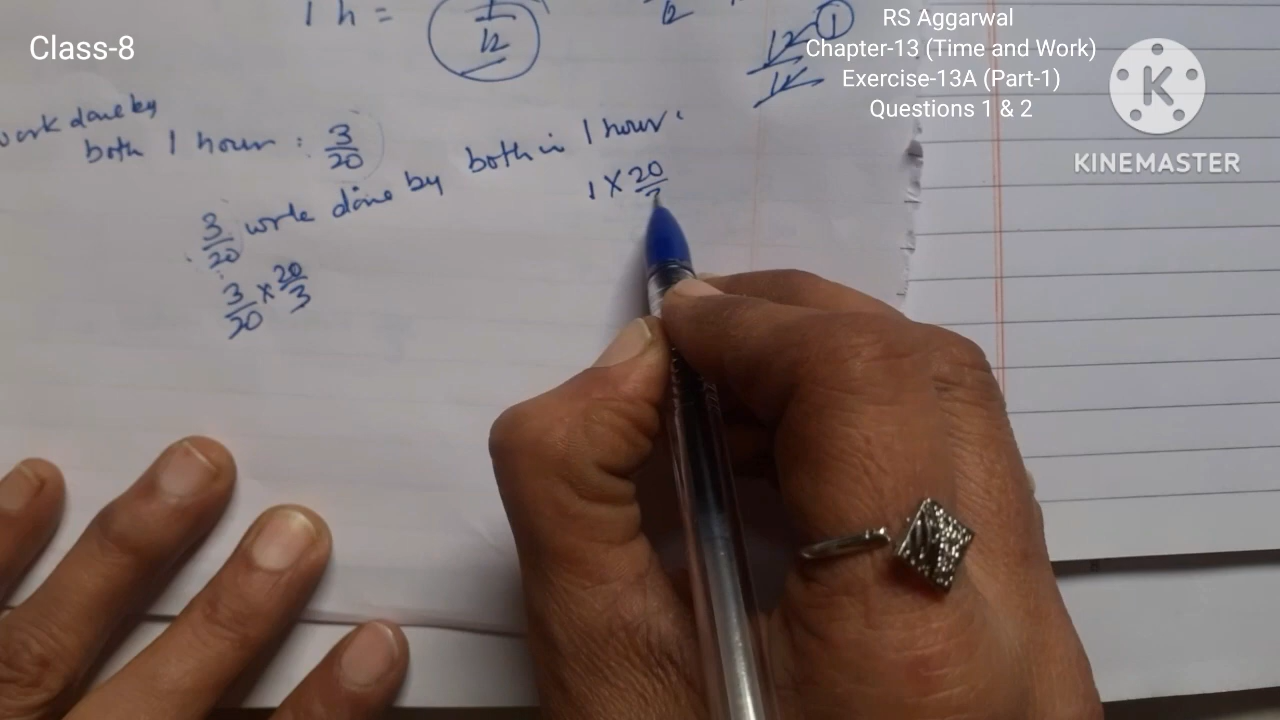 Class-8
RS Aggarwal
Chapter-13 (Time and Work)
Exercise-13A (Part-1)
Questions 1 & 2
K
KINEMASTER
1 h = 1/12
12 1
12
work done by
both 1 hour : 3/20
3/20 work done by both in 1 hour.
3/20 × 20/3
1 × 20/3